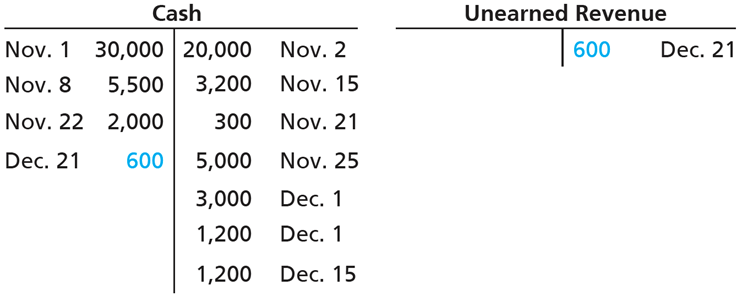 Cash Unearned Revenue
Nov. 1 30,000 20,000 Nov. 2 600 Dec. 21
Nov. 8 5,500 3,200 Nov. 15
Nov. 22 2,000 300 Nov. 21
Dec. 21 600 5,000 Nov. 25
3,000 Dec. 1
1,200 Dec. 1
1,200 Dec. 15